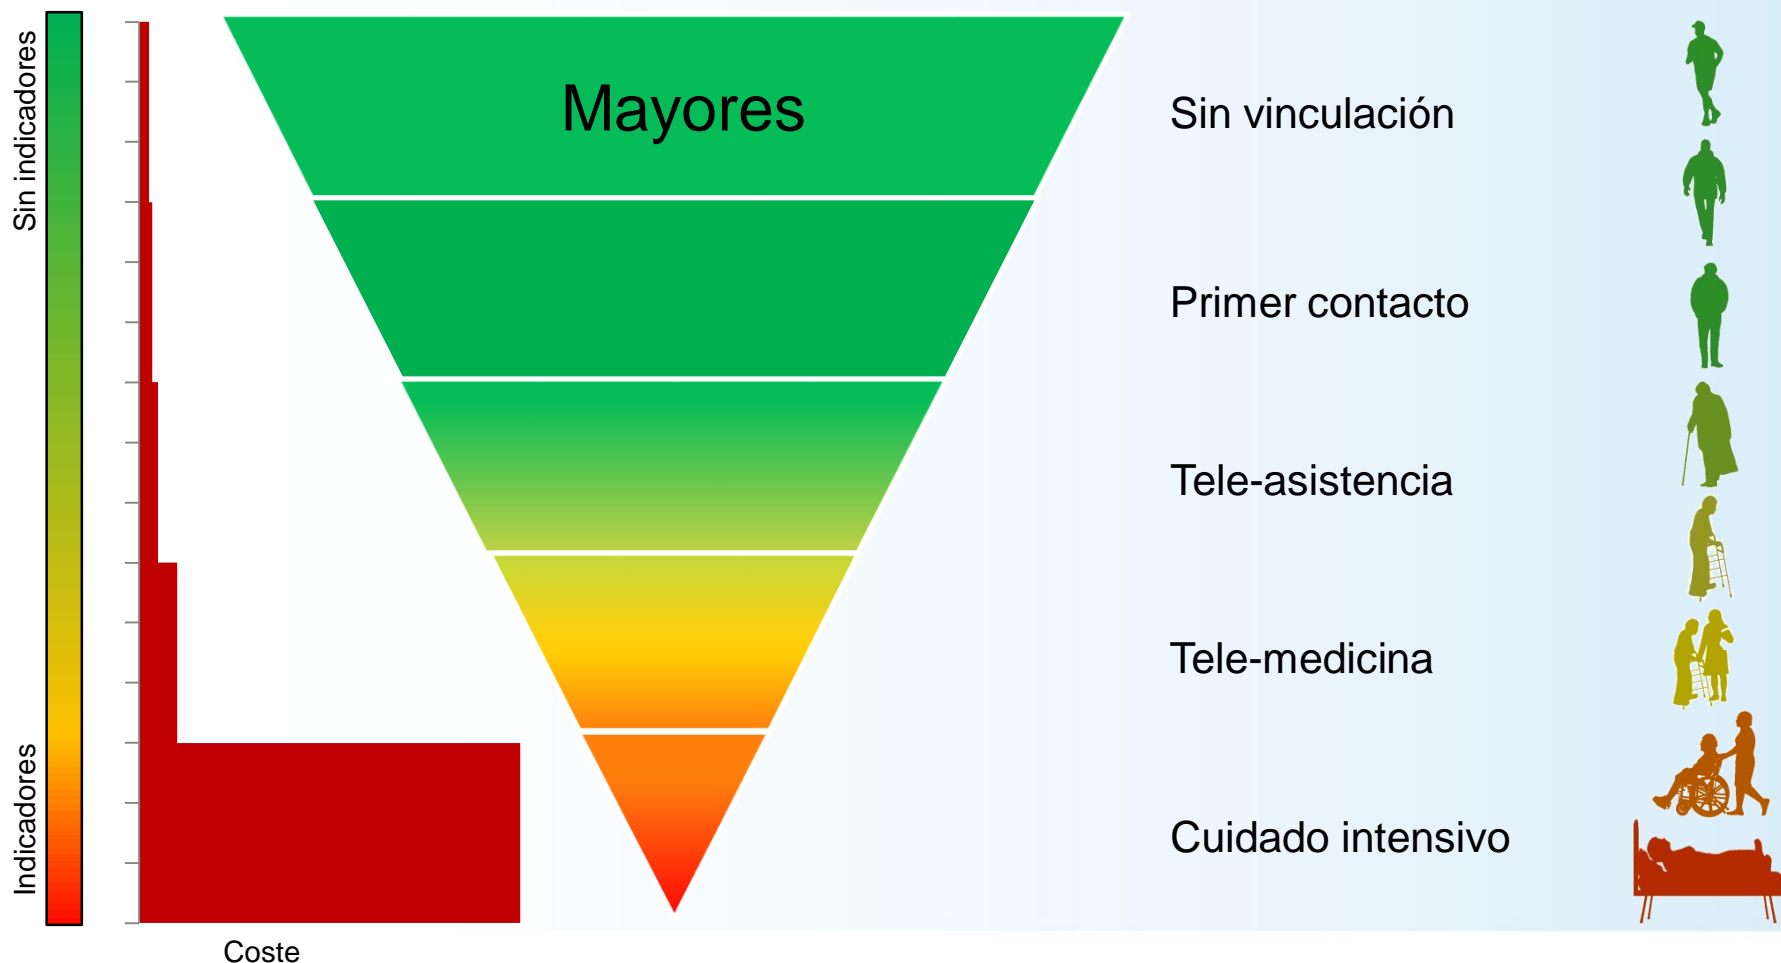 Sin indicadores
Indicadores
Mayores
Sin vinculación
Primer contacto
Tele-asistencia
Tele-medicina
Cuidado intensivo
Coste